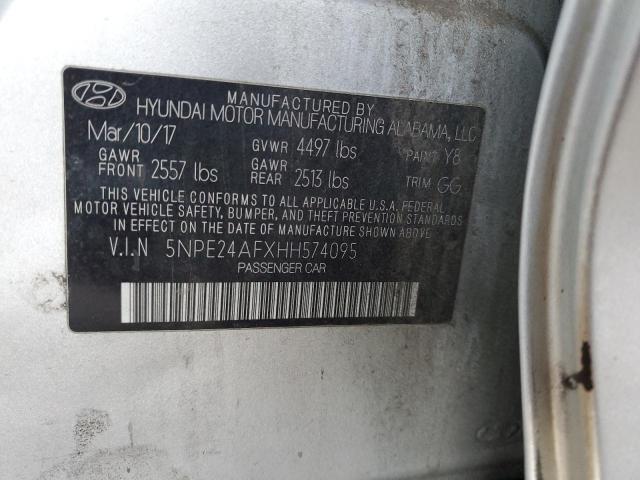 MANUFACTURED BY
HYUNDAI MOTOR MANUFACTURING ALABAMA, LLC
Mar/10/17 GVWR 4497 lbs PAINT Y8
GAWR FRONT 2557 lbs GAWR REAR 2513 lbs TRIM GG
THIS VEHICLE CONFORMS TO ALL APPLICABLE U.S.A. FEDERAL
MOTOR VEHICLE SAFETY, BUMPER, AND THEFT PREVENTION STANDARDS
IN EFFECT ON THE DATE OF MANUFACTURE SHOWN ABOVE.
V.I.N 5NPE24AFXHH574095
PASSENGER CAR